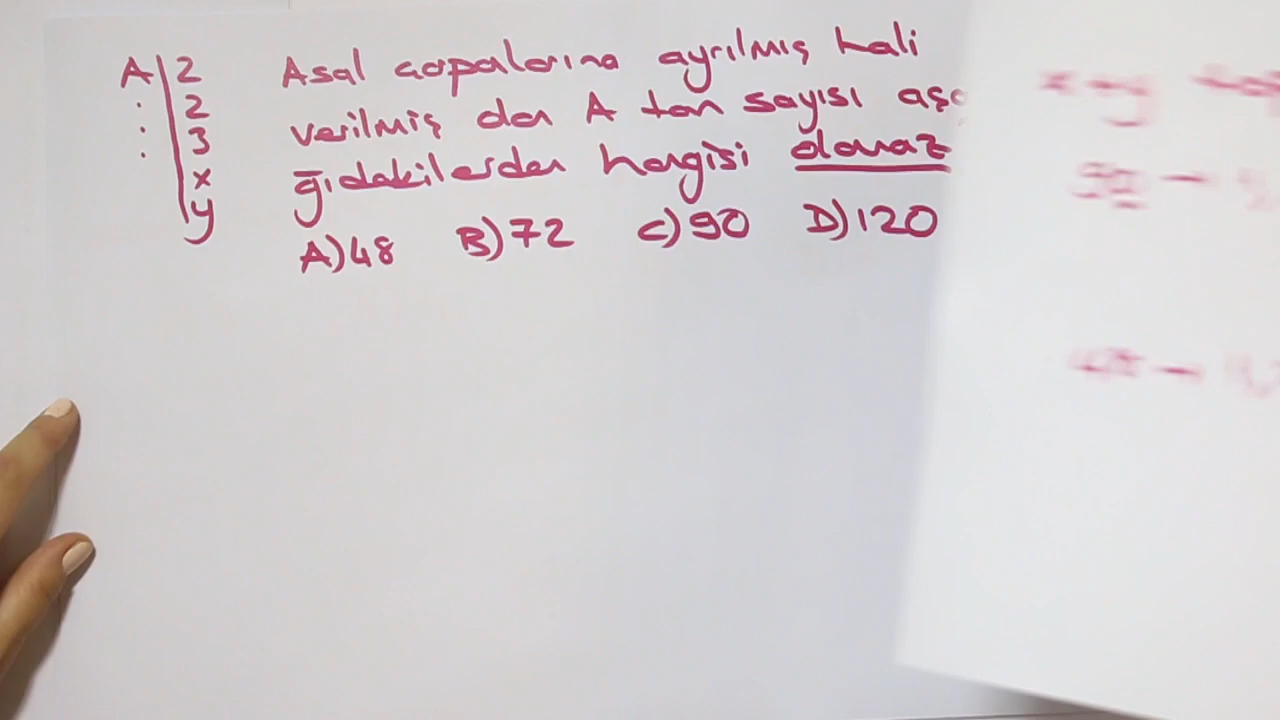 A 2 Asal çarpanlarına ayrılmış hali
: 2 verilmiş olan A tam sayısı aşa
: 3 ğıdakilerden hangisi olamaz
x
y
A)48 B)72 C)90 D)120